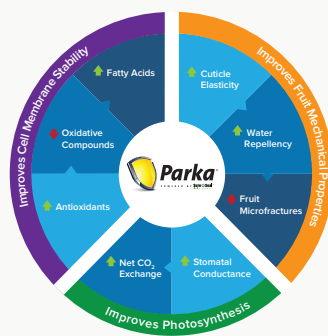 Improves Cell Membrane Stability
Fatty Acids
Oxidative
Compounds
Antioxidants
Improves Fruit Mechanical Properties
Cuticle
Elasticity
Water
Repellency
Fruit
Microfractures
Parka
Improves Photosynthesis
Net CO₂
Exchange
Stomatal
Conductance